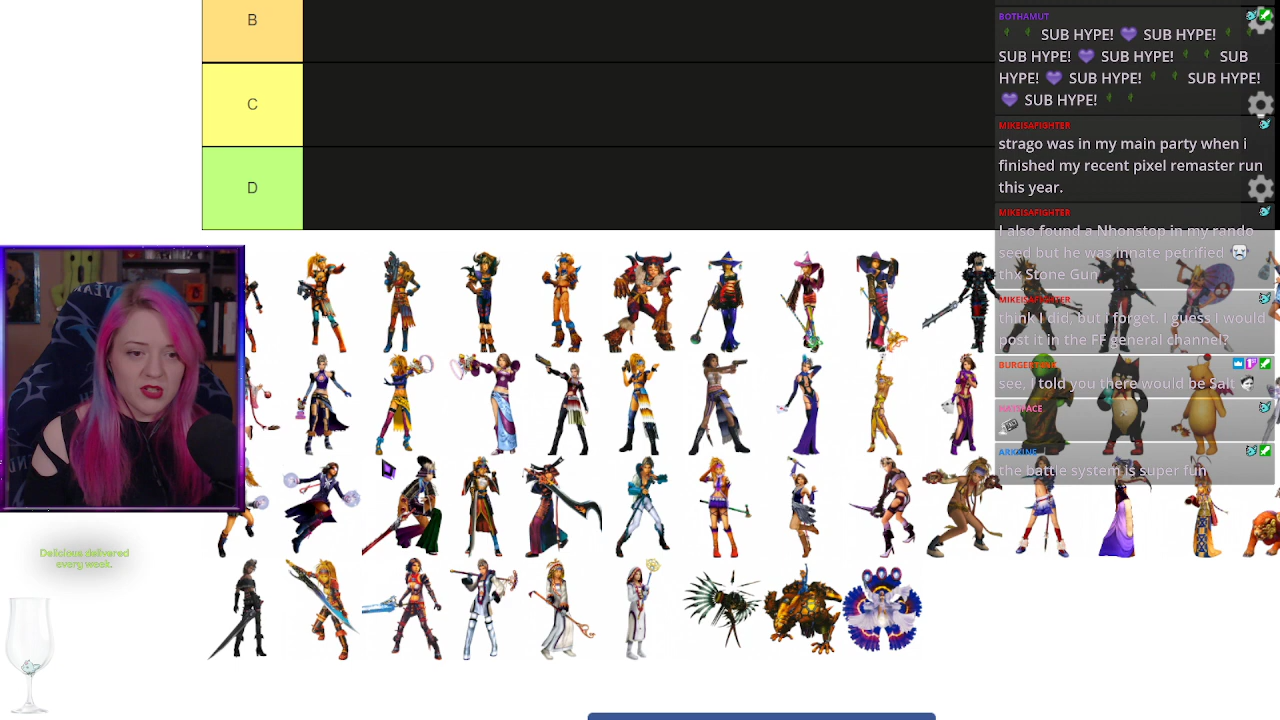 B
C
D
BOTHAMUT
SUB HYPE! 💜 SUB HYPE!
SUB HYPE! 💜 SUB HYPE! SUB
HYPE! 💜 SUB HYPE! SUB HYPE!
💜 SUB HYPE!
MIKEISAFIGHTER
strago was in my main party when i
finished my recent pixel remaster run
this year.
MIKEISAFIGHTER
I also found a Nhonstop in my rando
seed but he was innate petrified
thx Stone Gun
MIKEISAFIGHTER
think I did, but I forget. I guess I would
post it in the FF general channel?
see, I told you there would be Salt
the battle system is super fun
Delicious delivered
every week.